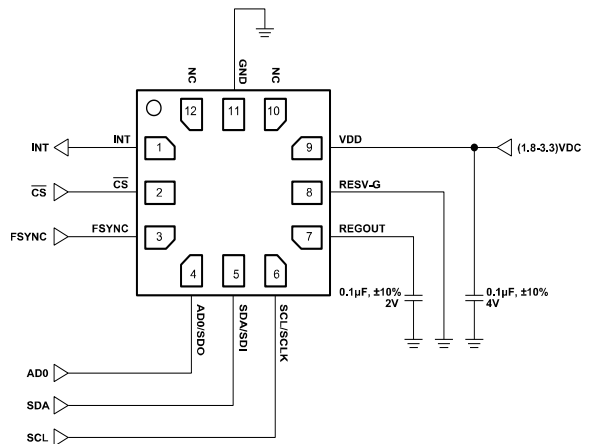 NC
GND
NC
12
11
10
INT
INT
1
9
VDD
(1.8-3.3)VDC
CS
CS
2
8
RESV-G
FSYNC
FSYNC
3
7
REGOUT
4
5
6
0.1µF, ±10%
2V
0.1µF, ±10%
4V
AD0/SDO
SDA/SDI
SCL/SCLK
AD0
SDA
SCL